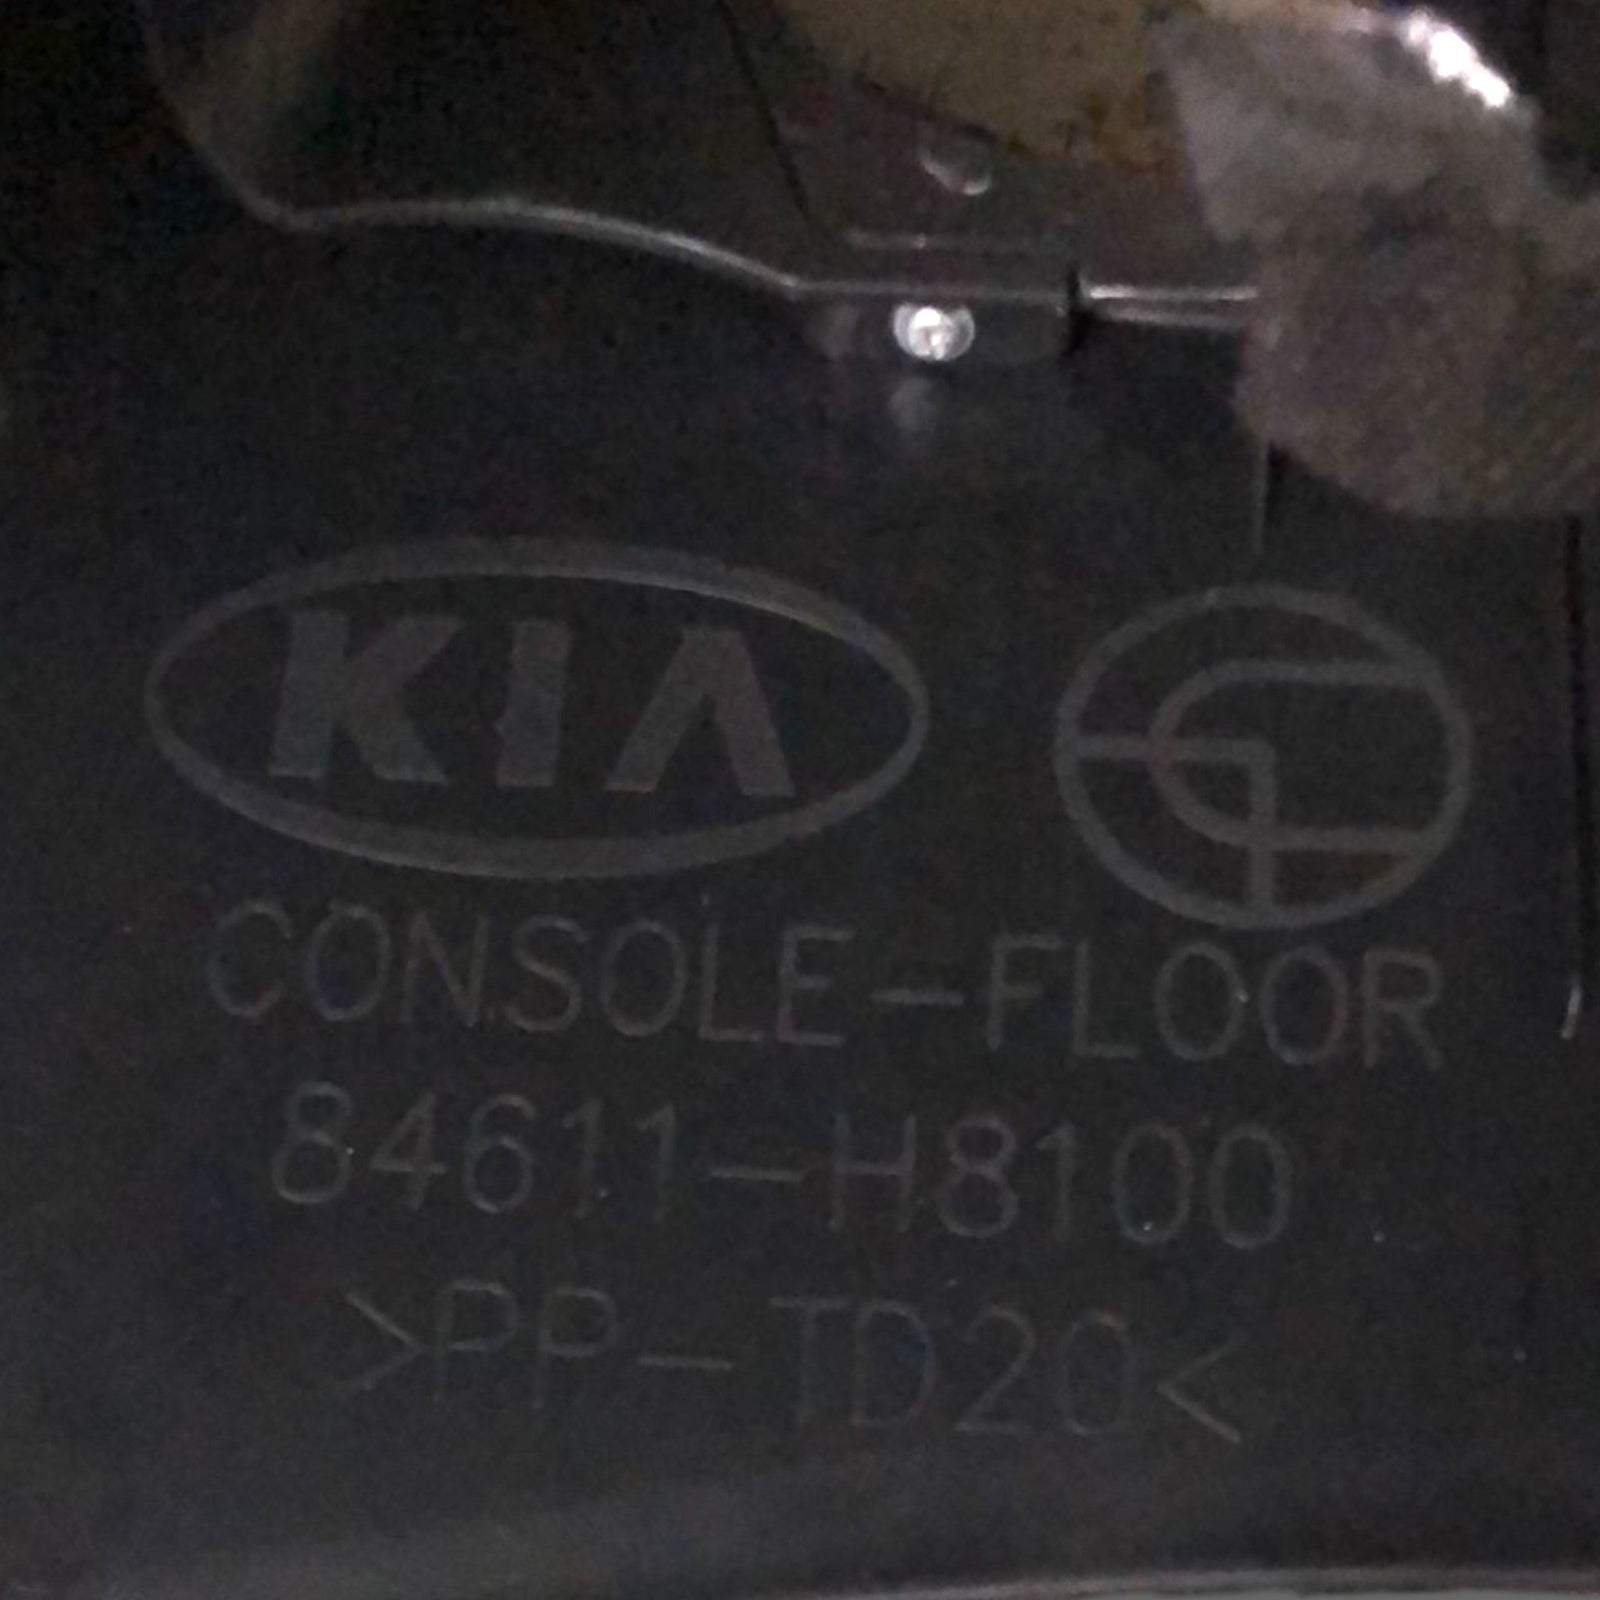 KIA
CONSOLE-FLOOR
84611-H8100
>PP-TD20<